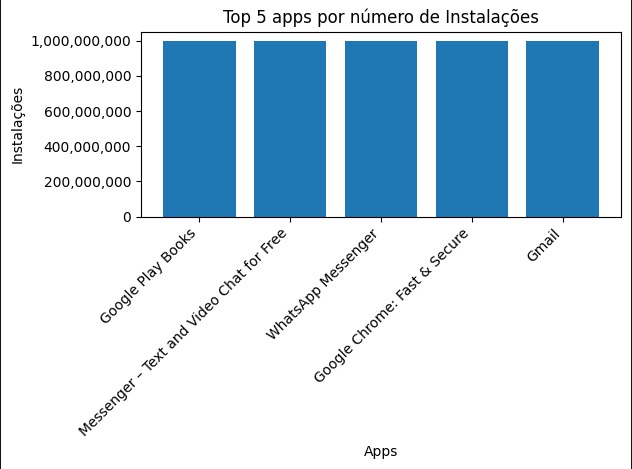 Top 5 apps por número de Instalações
Instalações
1,000,000,000
800,000,000
600,000,000
400,000,000
200,000,000
0
Google Play Books
Messenger – Text and Video Chat for Free
WhatsApp Messenger
Google Chrome: Fast & Secure
Gmail
Apps